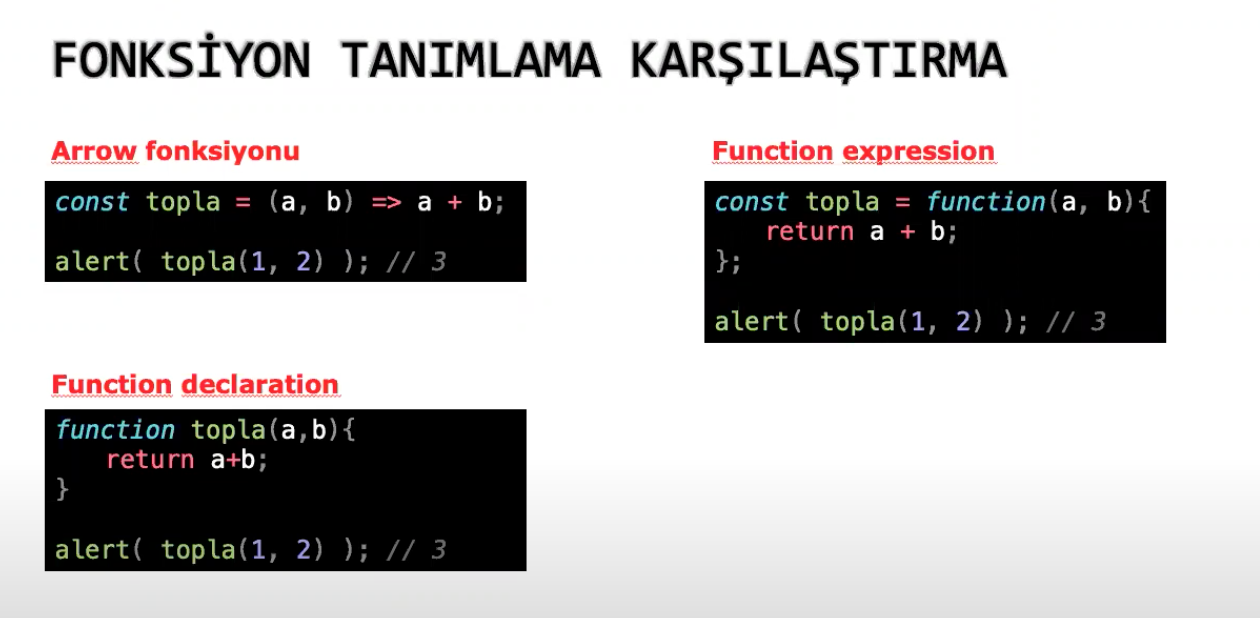 FONKSİYON TANIMLAMA KARŞILAŞTIRMA
Arrow fonksiyonu
const topla = (a, b) => a + b;
alert( topla(1, 2) ); // 3
Function expression
const topla = function(a, b){
return a + b;
};
alert( topla(1, 2) ); // 3
Function declaration
function topla(a,b){
return a+b;
}
alert( topla(1, 2) ); // 3